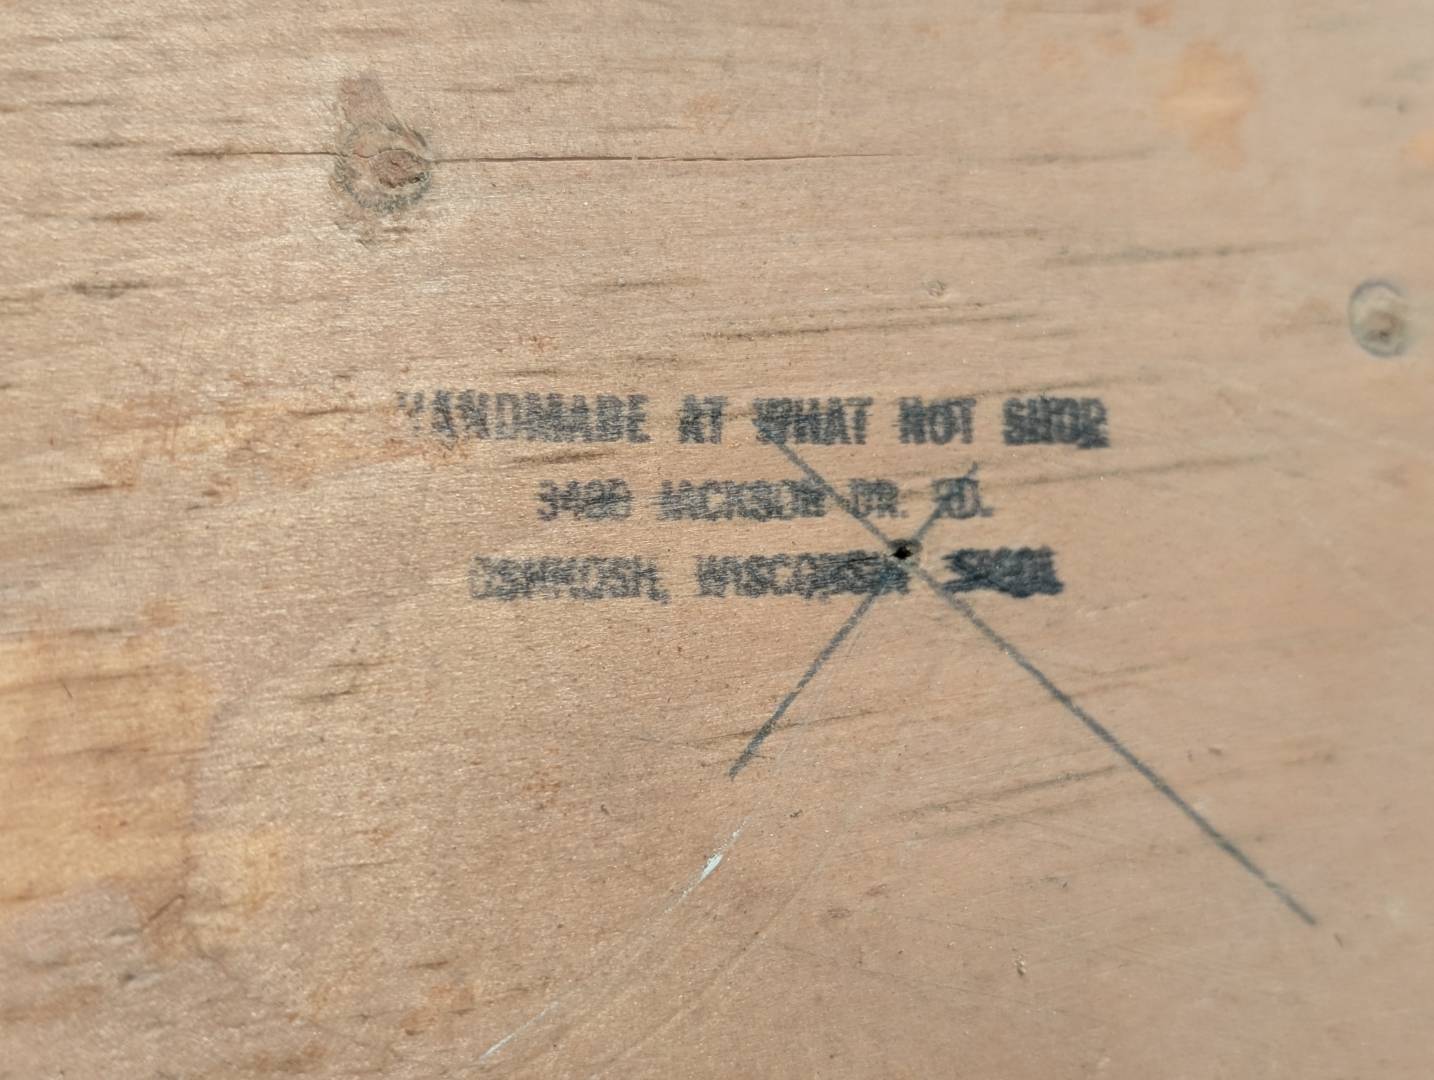 HANDMADE AT WHAT NOT SHOP
JACKSON DR. RD.
OSHKOSH, WISCONSIN